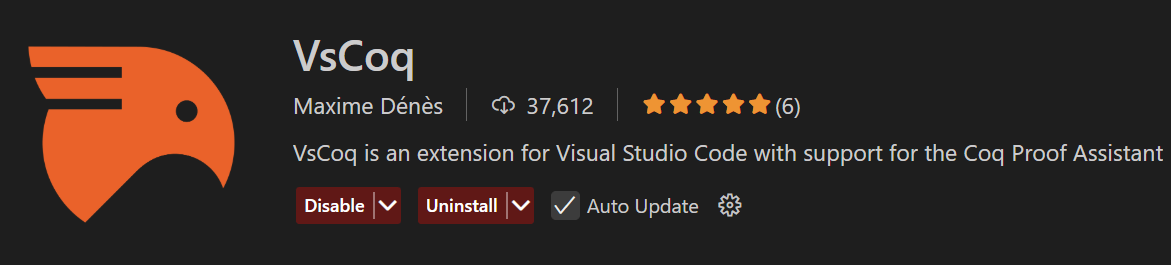 VsCoq
Maxime Dénès 37,612 (6)
VsCoq is an extension for Visual Studio Code with support for the Coq Proof Assistant
Disable Uninstall Auto Update